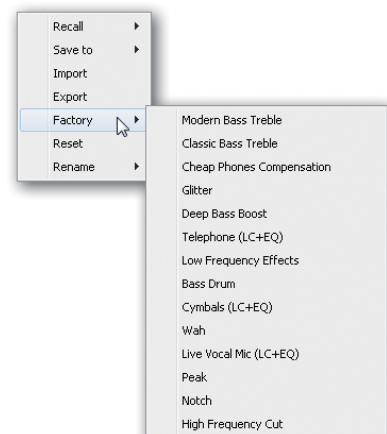 Recall
Save to
Import
Export
Factory
Reset
Rename
Modern Bass Treble
Classic Bass Treble
Cheap Phones Compensation
Glitter
Deep Bass Boost
Telephone (LC+EQ)
Low Frequency Effects
Bass Drum
Cymbals (LC+EQ)
Wah
Live Vocal Mic (LC+EQ)
Peak
Notch
High Frequency Cut